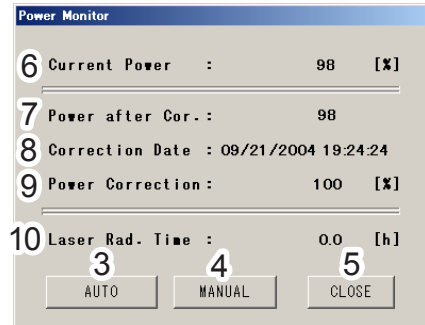 Power Monitor
6 Current Power : 98 [%]
7 Power after Cor. : 98
8 Correction Date : 09/21/2004 19:24:24
9 Power Correction : 100 [%]
10 Laser Rad. Time : 0.0 [h]
3 4 5
AUTO MANUAL CLOSE